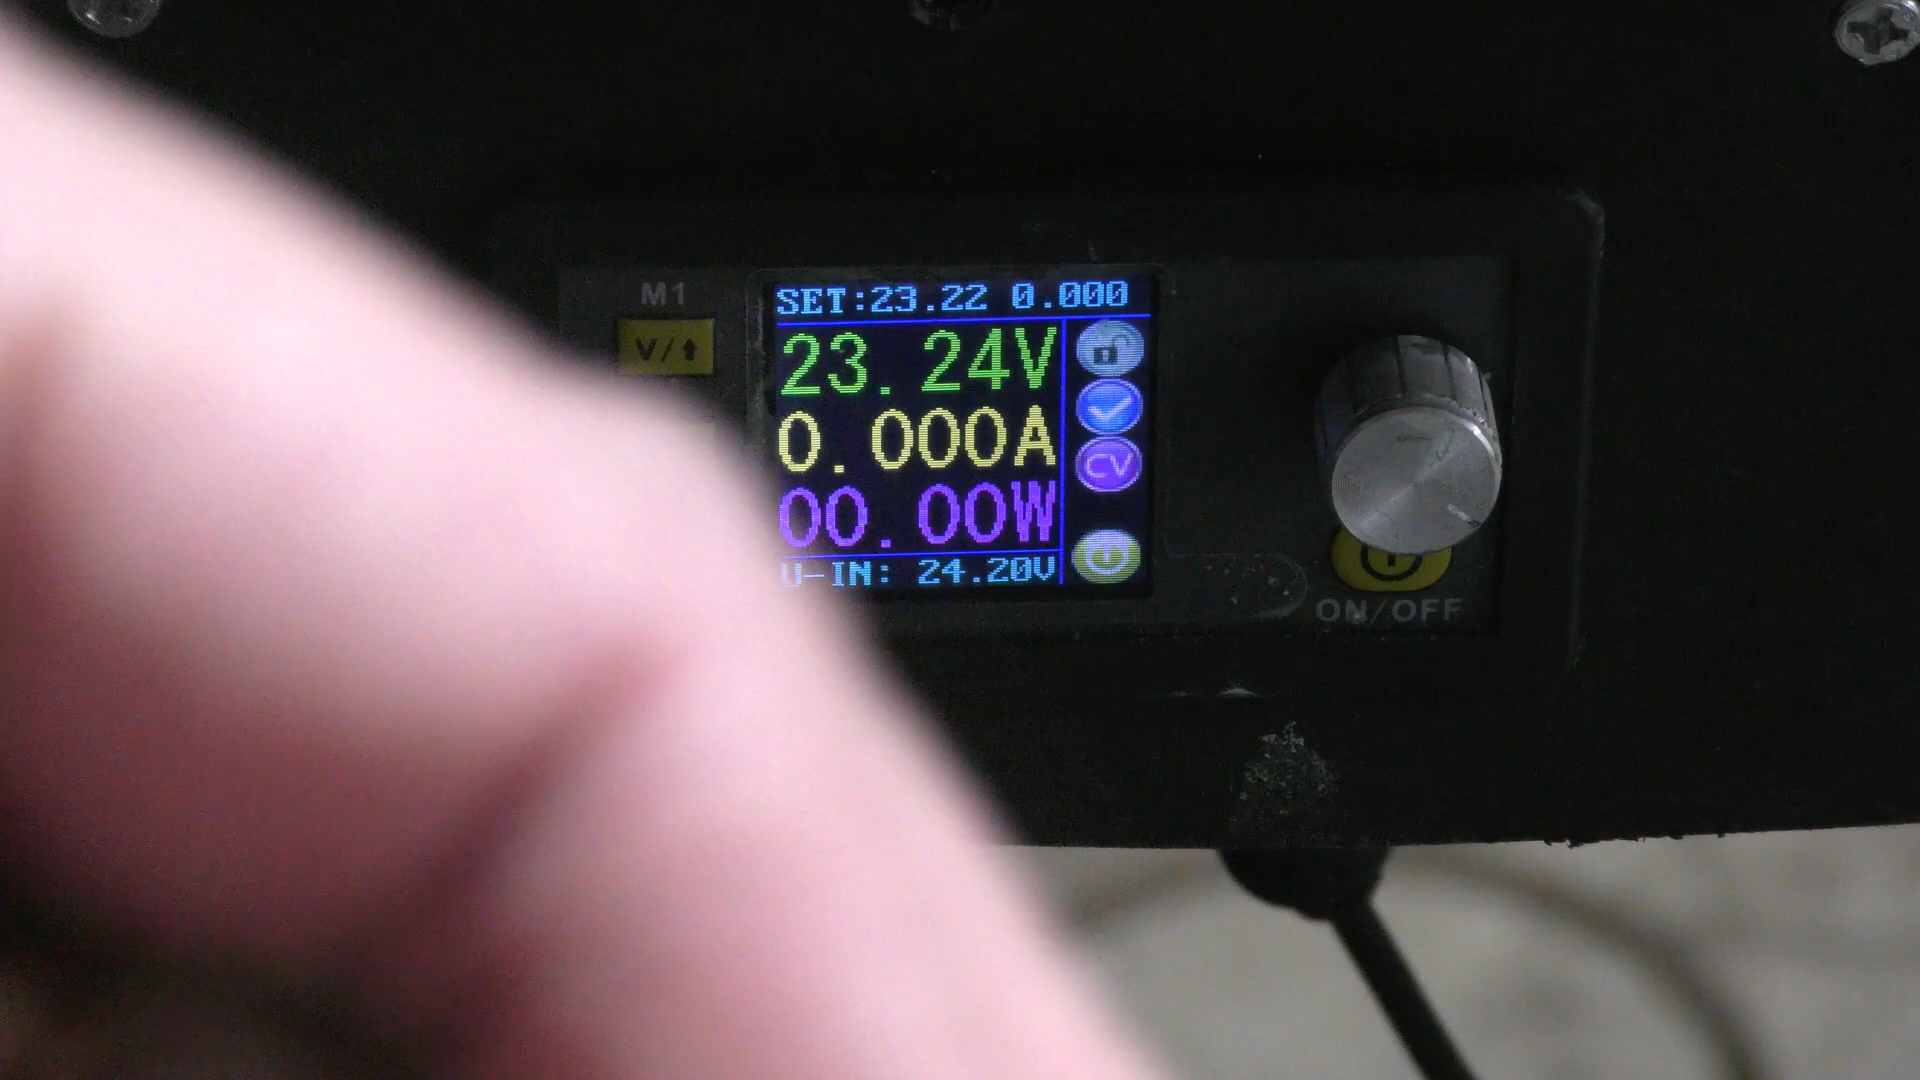 M1
V/⬆
SET:23.22 0.000
23.24V
0.000A
00.00W
U-IN: 24.20V
CV
ON/OFF